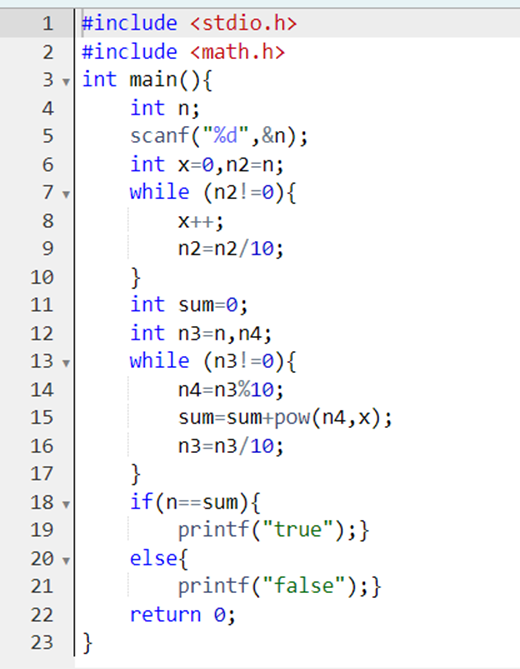 1 #include <stdio.h>
2 #include <math.h>
3 int main(){
4     int n;
5     scanf("%d",&n);
6     int x=0,n2=n;
7     while (n2!=0){
8         x++;
9         n2=n2/10;
10     }
11     int sum=0;
12     int n3=n,n4;
13     while (n3!=0){
14         n4=n3%10;
15         sum=sum+pow(n4,x);
16         n3=n3/10;
17     }
18     if(n==sum){
19         printf("true");}
20     else{
21         printf("false");}
22     return 0;
23 }